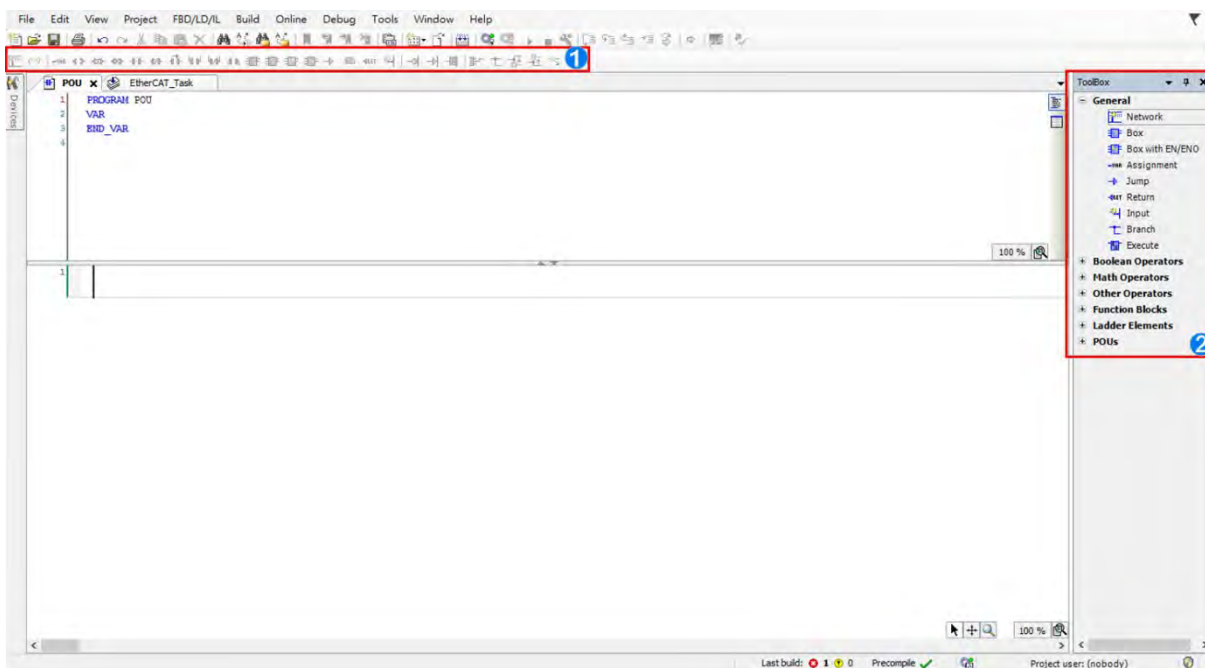 File Edit View Project FBD/LD/IL Build Online Debug Tools Window Help
1
POU EtherCAT_Task
Devices
1 PROGRAM POU
2 VAR
3 END_VAR
4
100 %
1
100 %
ToolBox
General
Network
Box
Box with EN/ENO
Assignment
Jump
Return
Input
Branch
Execute
Boolean Operators
Math Operators
Other Operators
Function Blocks
Ladder Elements
POUs
2
Last build: 1 0 Precompile Project user: (nobody)